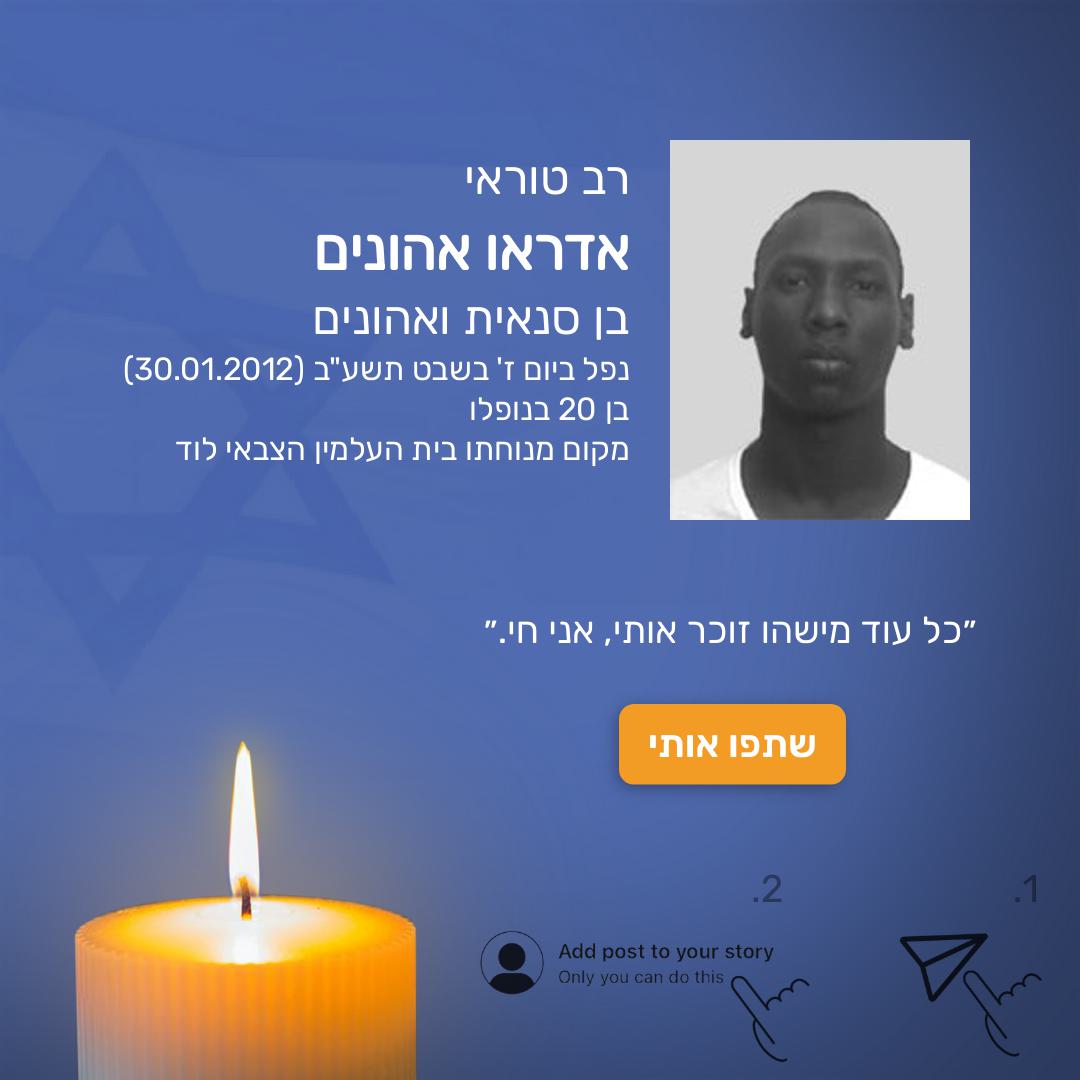 רב טוראי
אדראו אהונים
בן סנאית ואהונים
נפל ביום ז' בשבט תשע"ב (30.01.2012)
בן 20 בנופלו
מקום מנוחתו בית העלמין הצבאי לוד
״כל עוד מישהו זוכר אותי, אני חי.״
שתפו אותי
1.
2.
Add post to your story
Only you can do this